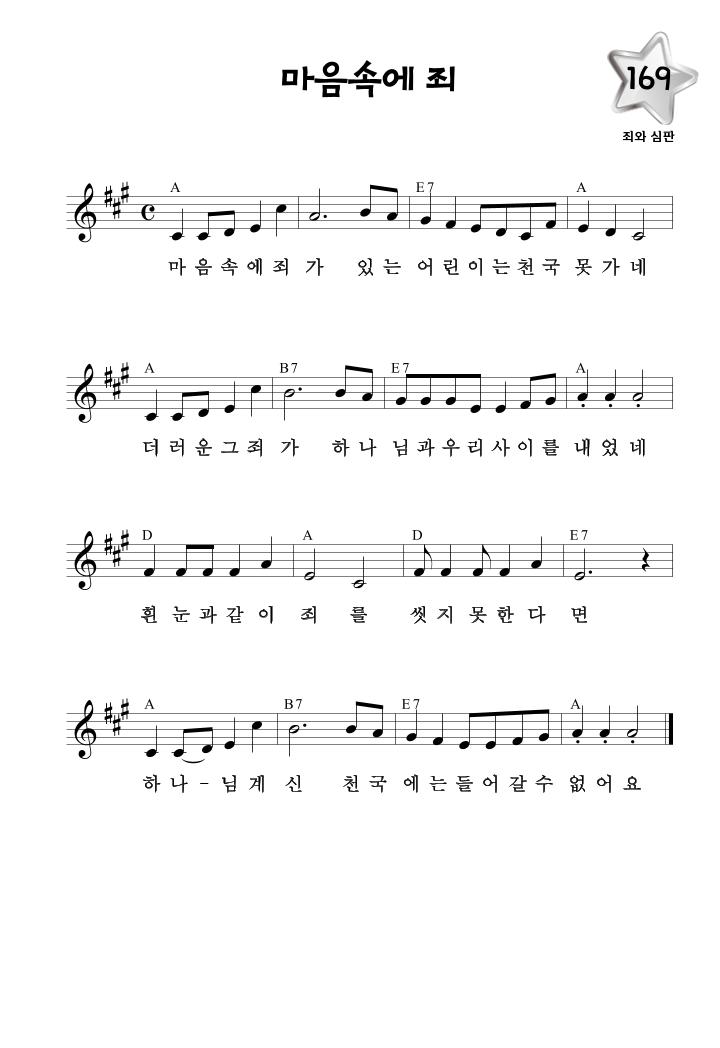 마음속에 죄
169
죄와 심판
A E7 A
마 음 속 에 죄 가 있 는 어 린 이 는 천 국 못 가 네
A B7 E7 A
더 러 운 그 죄 가 하 나 님 과 우 리 사 이 를 내 었 네
D A D E7
흰 눈 과 같 이 죄 를 씻 지 못 한 다 면
A B7 E7 A
하 나 - 님 계 신 천 국 에 는 들 어 갈 수 없 어 요